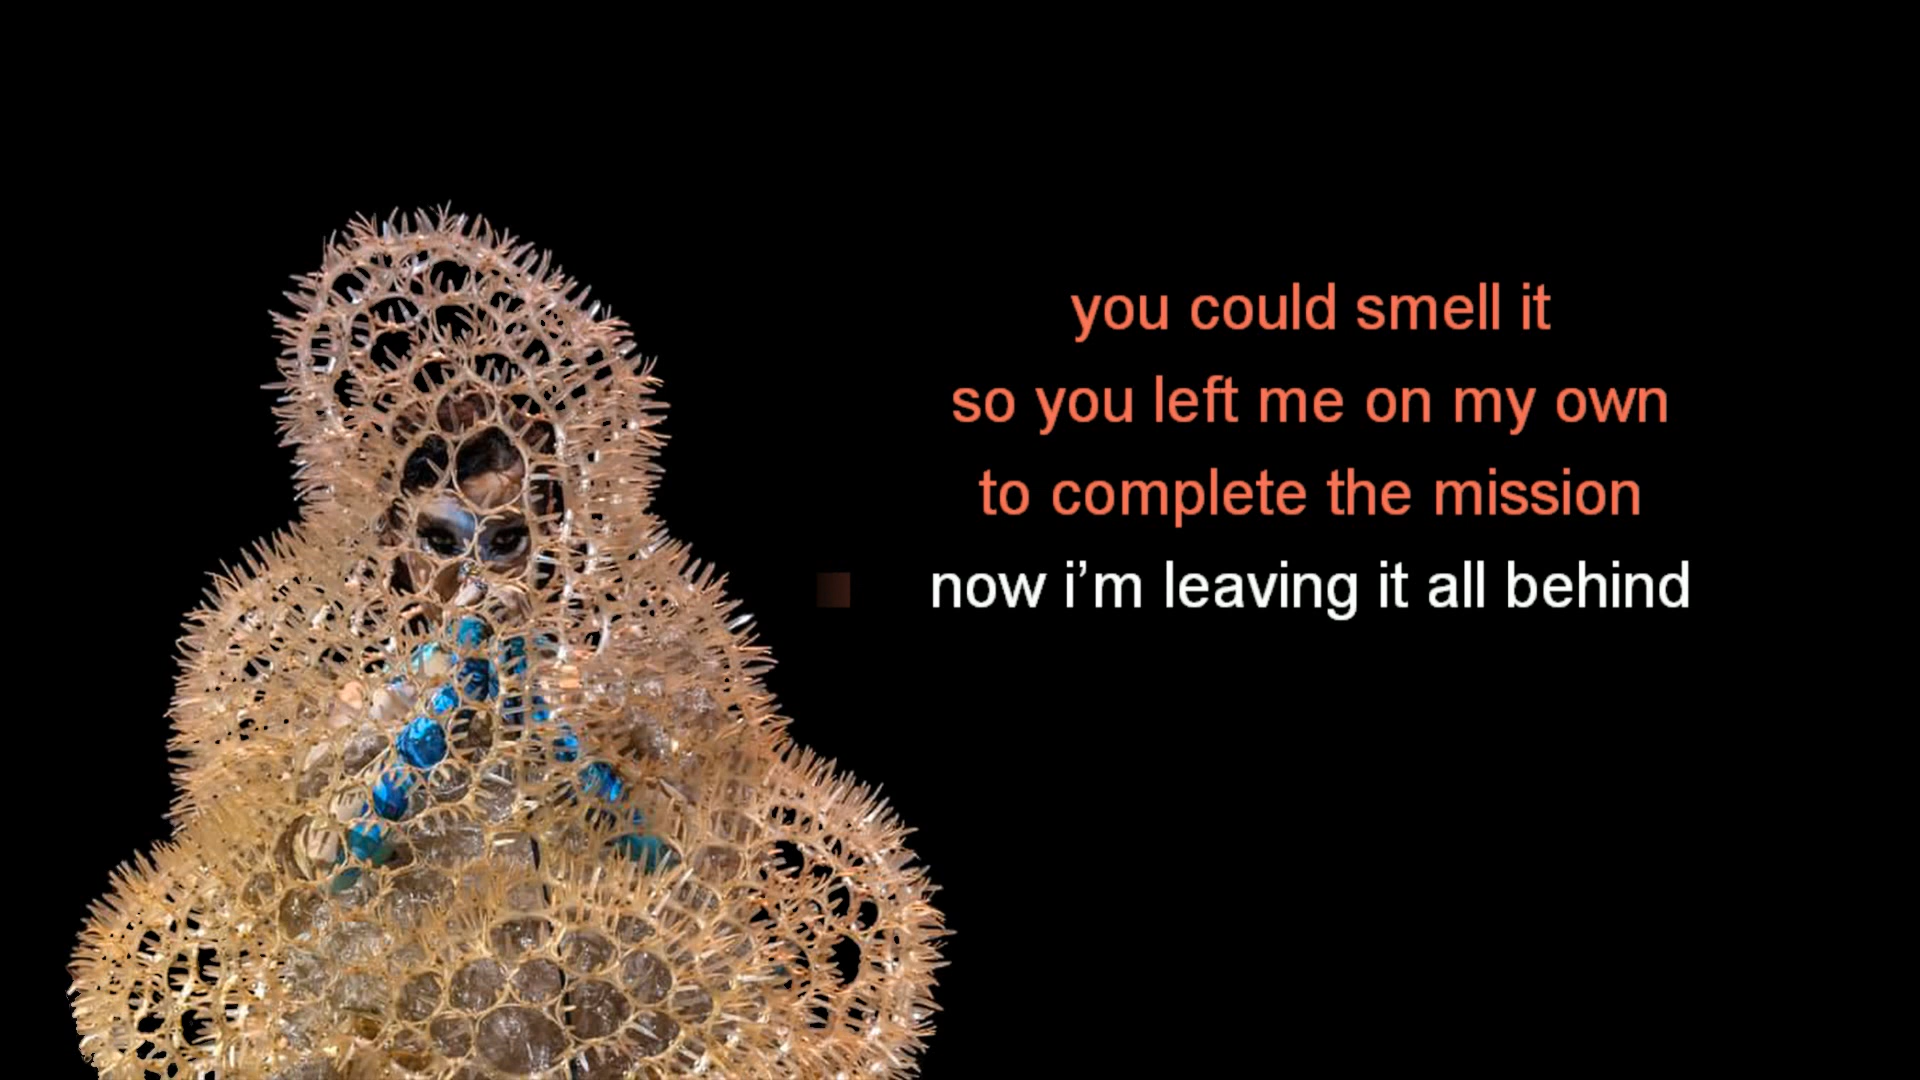 you could smell it
so you left me on my own
to complete the mission
now i’m leaving it all behind